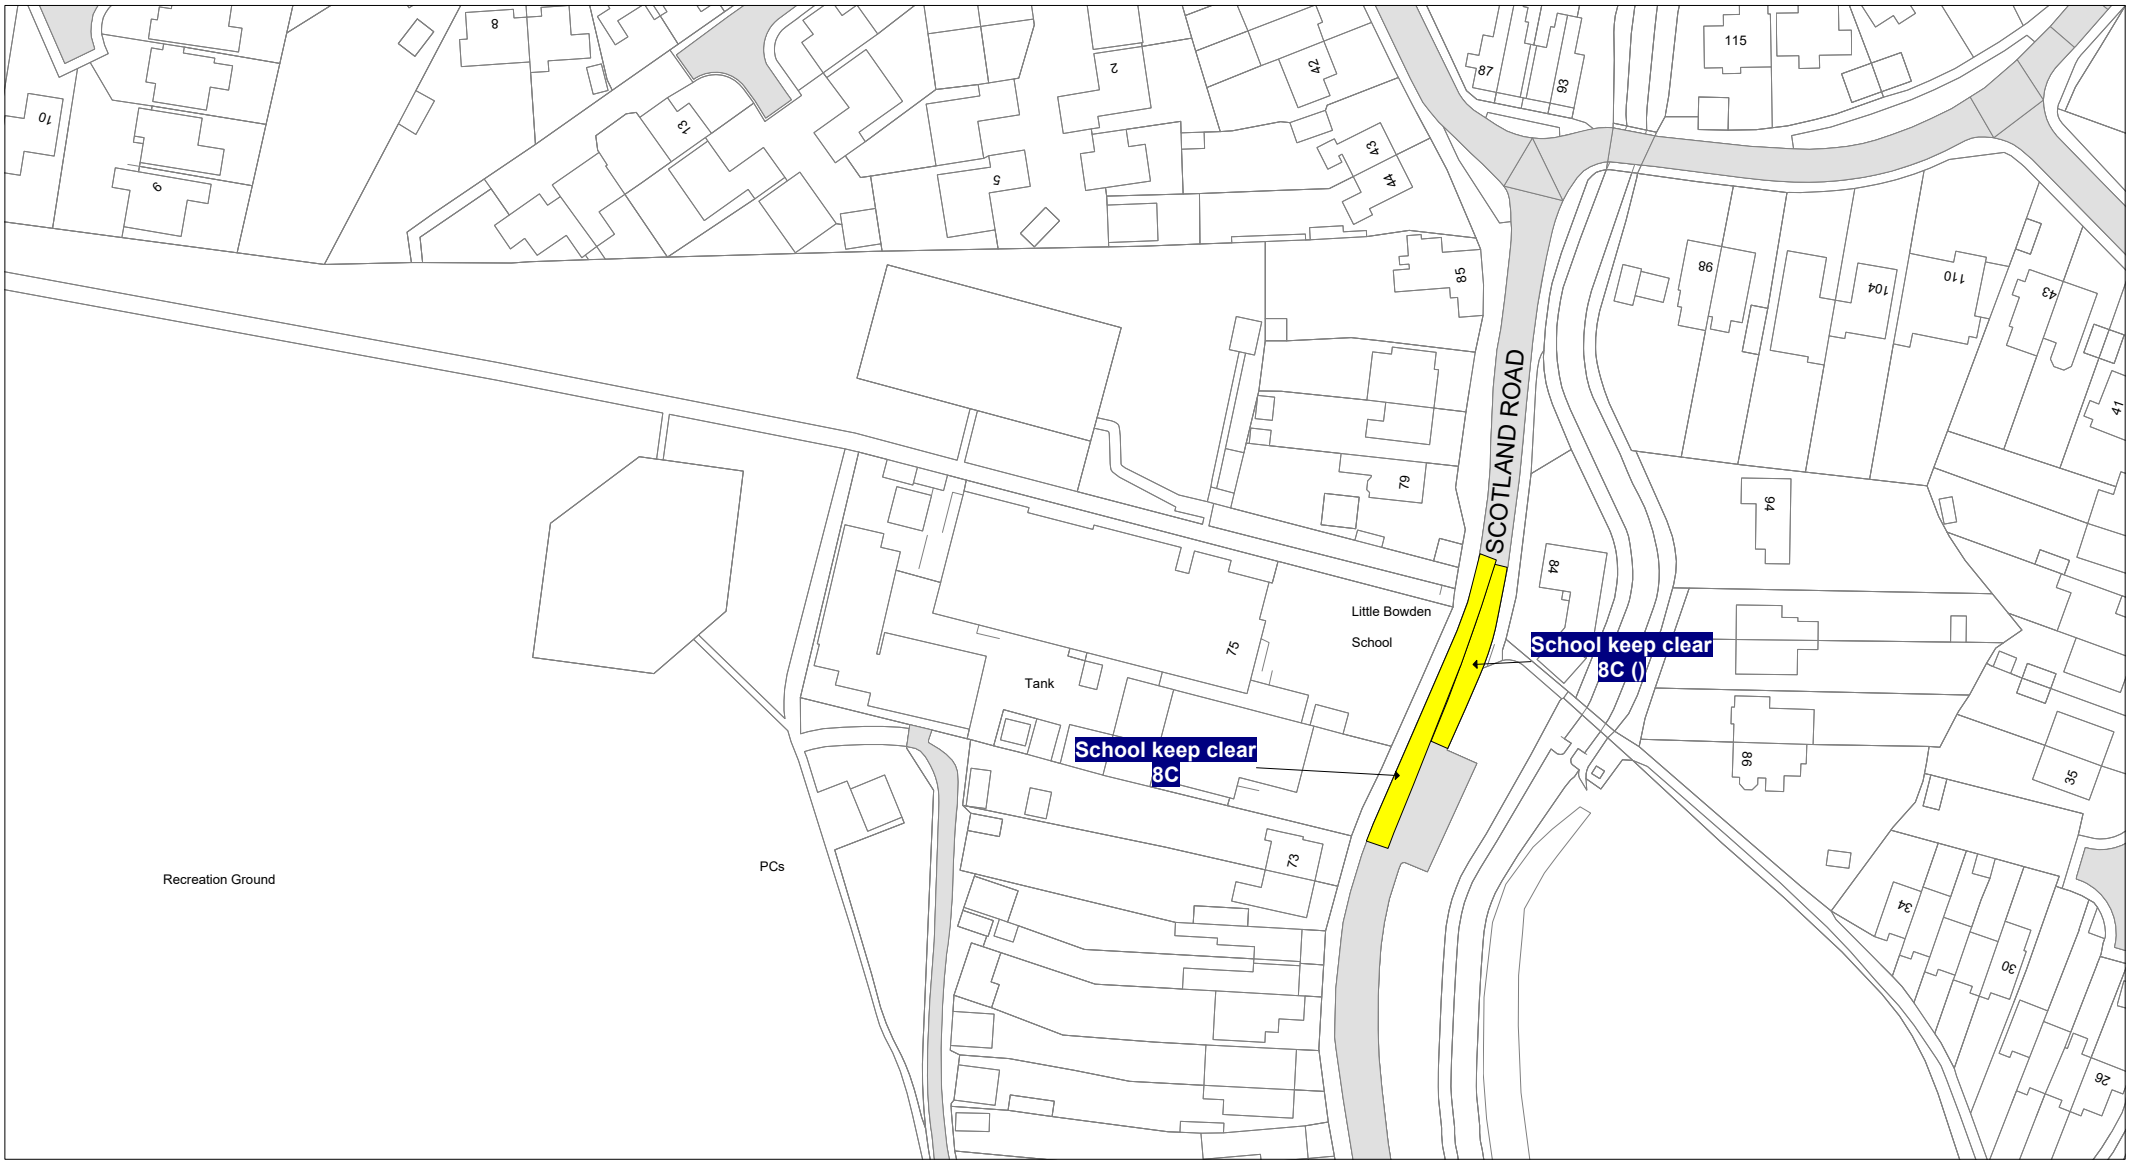 8
115
2
42
87
93
10
13
43
44
5
9
85
98
104
110
43
SCOTLAND ROAD
41
79
94
84
Little Bowden
School
75
School keep clear
8C ()
Tank
School keep clear
8C
86
35
73
PCs
Recreation Ground
34
30
26